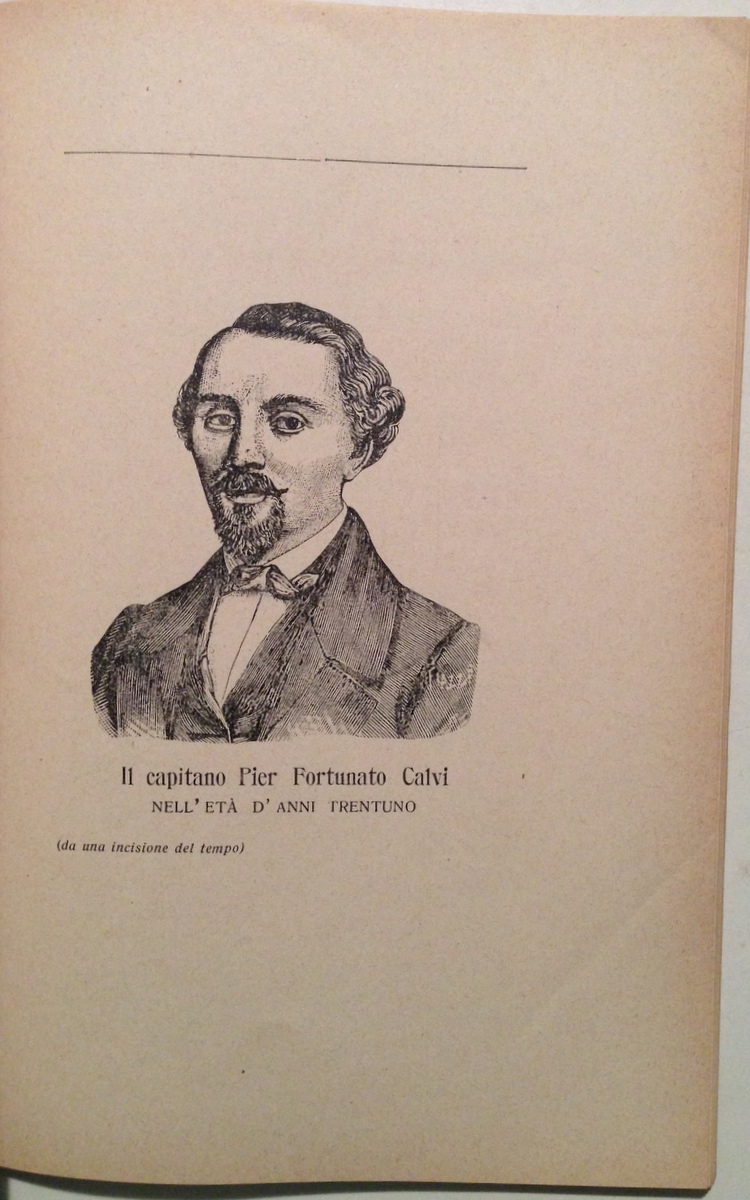 Il capitano Pier Fortunato Calvi
NELL' ETÀ D' ANNI TRENTUNO
(da una incisione del tempo)